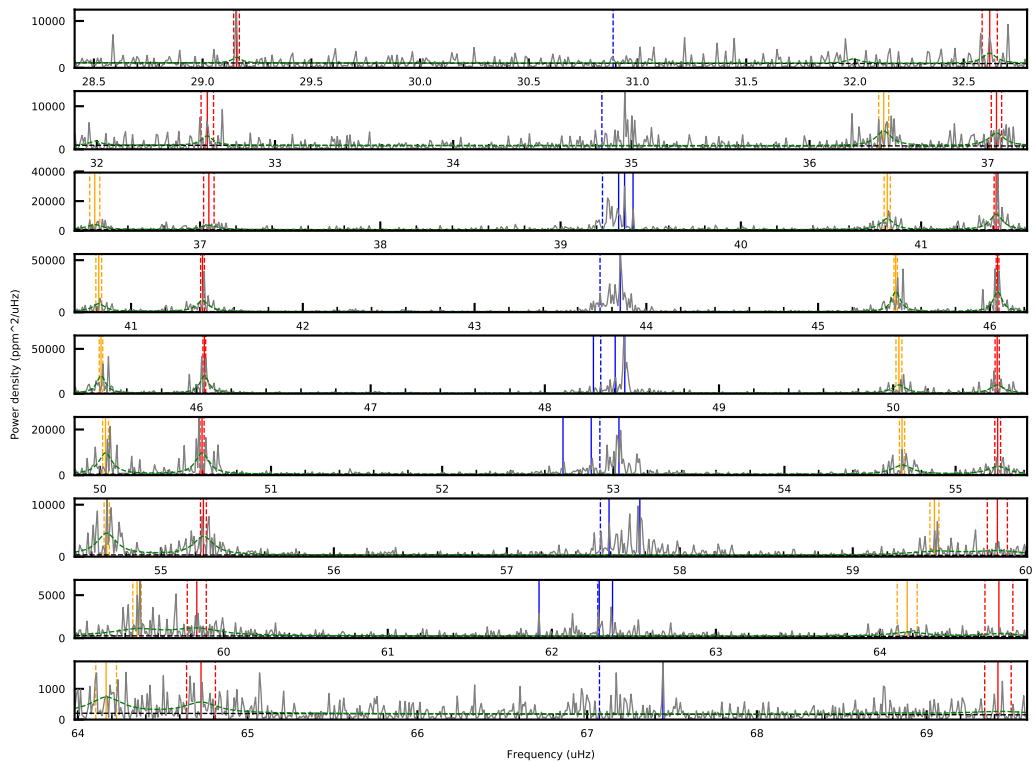 10000
0
28.5 29.0 29.5 30.0 30.5 31.0 31.5 32.0 32.5
10000
0
32 33 34 35 36 37
40000
20000
0
37 38 39 40 41
50000
0
41 42 43 44 45 46
50000
0
46 47 48 49 50
20000
0
50 51 52 53 54 55
10000
0
55 56 57 58 59 60
5000
0
60 61 62 63 64
1000
0
64 65 66 67 68 69
Power density (ppm^2/uHz)
Frequency (uHz)